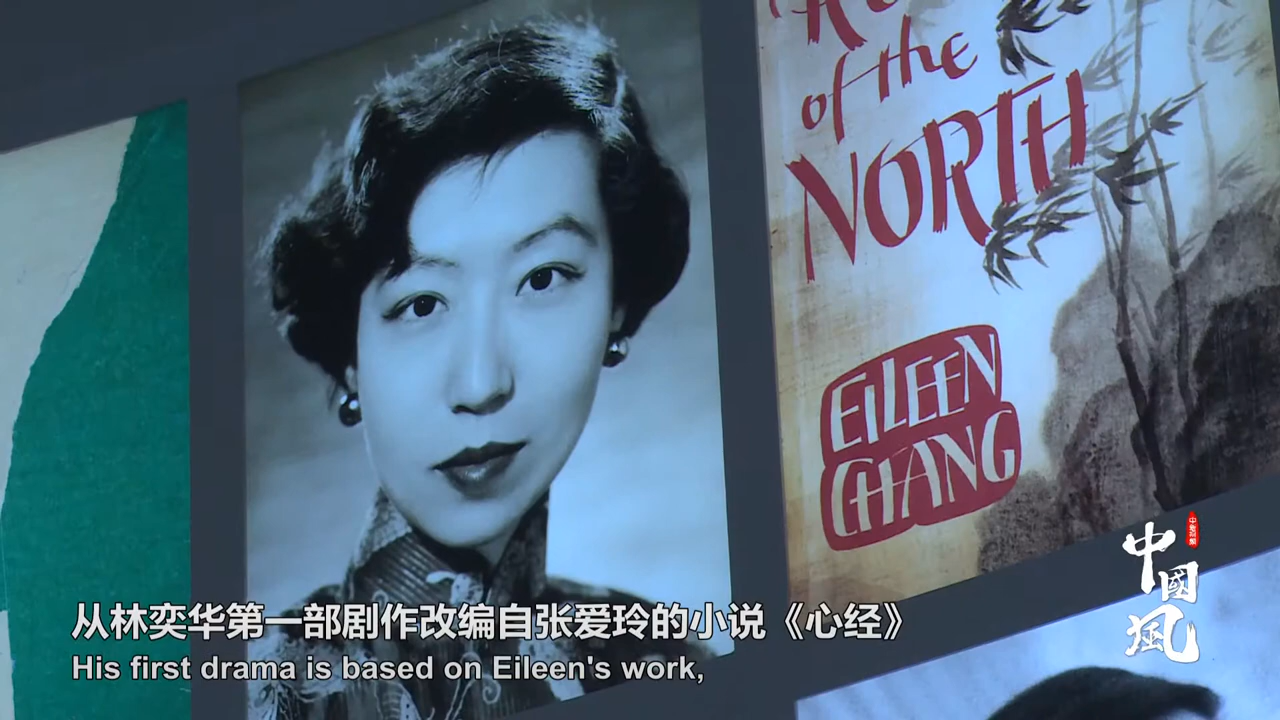 of the
NORTH
EILEEN
CHANG
中
國
風
从林奕华第一部剧作改编自张爱玲的小说《心经》
His first drama is based on Eileen's work,